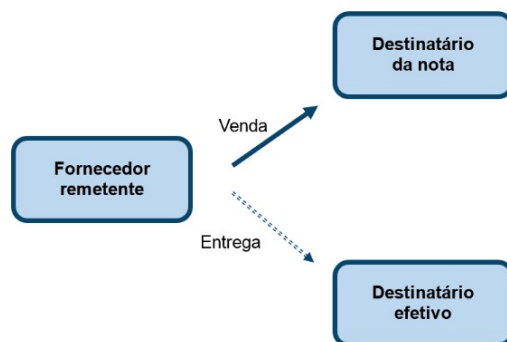 Destinatário
da nota
Venda
Fornecedor
remetente
Entrega
Destinatário
efetivo